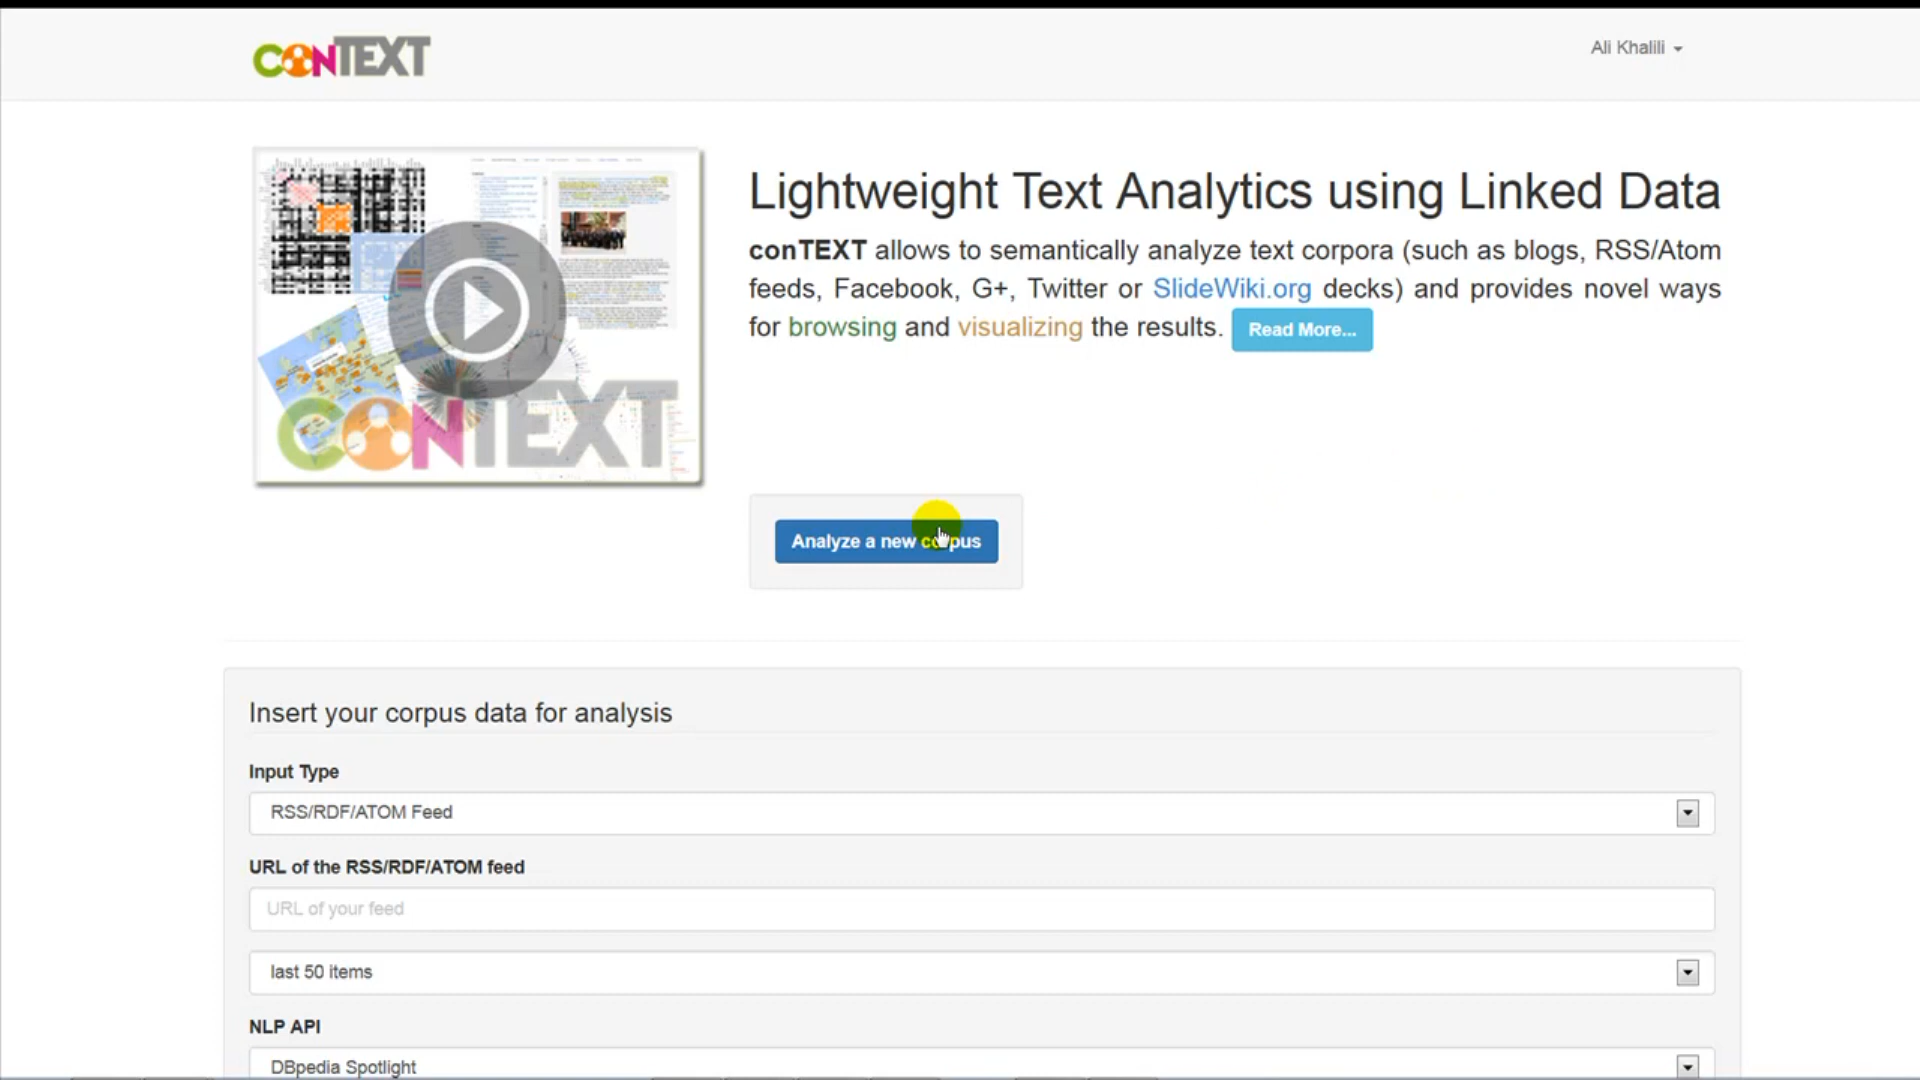 conTEXT
Ali Khalili
Lightweight Text Analytics using Linked Data
conTEXT allows to semantically analyze text corpora (such as blogs, RSS/Atom
feeds, Facebook, G+, Twitter or SlideWiki.org decks) and provides novel ways
for browsing and visualizing the results. Read More...
conTEXT
Analyze a new corpus
Insert your corpus data for analysis
Input Type
RSS/RDF/ATOM Feed
URL of the RSS/RDF/ATOM feed
URL of your feed
last 50 items
NLP API
DBpedia Spotlight